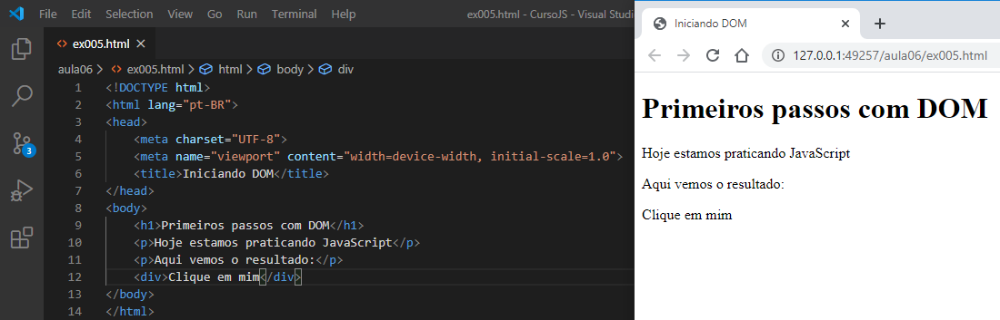 File Edit Selection View Go Run Terminal Help ex005.html - CursoJS - Visual Studi
ex005.html
aula06 > ex005.html > html > body > div
1 <!DOCTYPE html>
2 <html lang="pt-BR">
3 <head>
4 <meta charset="UTF-8">
5 <meta name="viewport" content="width=device-width, initial-scale=1.0">
6 <title>Iniciando DOM</title>
7 </head>
8 <body>
9 <h1>Primeiros passos com DOM</h1>
10 <p>Hoje estamos praticando JavaScript</p>
11 <p>Aqui vemos o resultado:</p>
12 <div>Clique em mim</div>
13 </body>
14 </html>
3
Iniciando DOM
127.0.0.1:49257/aula06/ex005.html
Primeiros passos com DOM
Hoje estamos praticando JavaScript
Aqui vemos o resultado:
Clique em mim